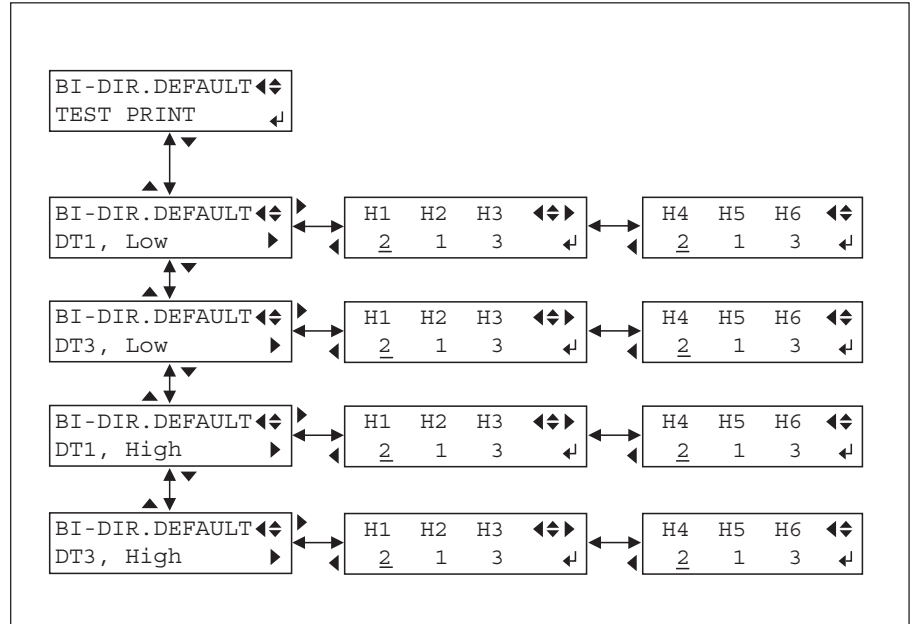 BI-DIR.DEFAULT◀◆
TEST PRINT ↵
BI-DIR.DEFAULT◀◆
DT1, Low ▶
H1 H2 H3 ◀◆▶
2 1 3 ↵
H4 H5 H6 ◀◆
2 1 3 ↵
BI-DIR.DEFAULT◀◆
DT3, Low ▶
H1 H2 H3 ◀◆▶
2 1 3 ↵
H4 H5 H6 ◀◆
2 1 3 ↵
BI-DIR.DEFAULT◀◆
DT1, High ▶
H1 H2 H3 ◀◆▶
2 1 3 ↵
H4 H5 H6 ◀◆
2 1 3 ↵
BI-DIR.DEFAULT◀◆
DT3, High ▶
H1 H2 H3 ◀◆▶
2 1 3 ↵
H4 H5 H6 ◀◆
2 1 3 ↵